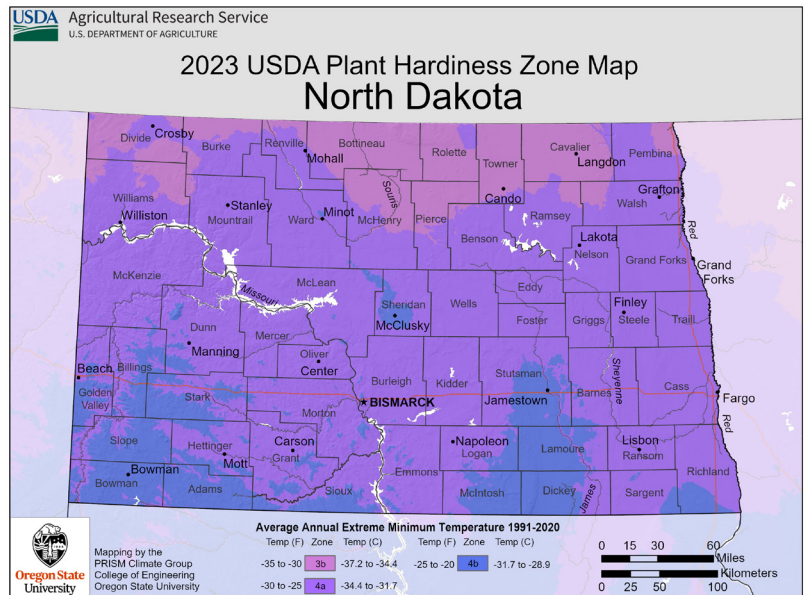 USDA
Agricultural Research Service
U.S. DEPARTMENT OF AGRICULTURE
2023 USDA Plant Hardiness Zone Map
North Dakota
Divide
Crosby
Burke
Renville
Mohall
Bottineau
Rolette
Towner
Cavalier
Langdon
Pembina
Williams
Williston
Stanley
Mountrail
Ward
Minot
Souris
McHenry
Pierce
Cando
Ramsey
Grafton
Walsh
Benson
Lakota
Nelson
Red
Grand Forks
Grand
Forks
McKenzie
Missouri
McLean
Sheridan
McClusky
Wells
Eddy
Foster
Griggs
Finley
Steele
Traill
Dunn
Manning
Mercer
Oliver
Center
Beach
Billings
Golden
Valley
Stark
Morton
Burleigh
BISMARCK
Kidder
Stutsman
Jamestown
Barnes
Sheyenne
Cass
Fargo
Red
Slope
Hettinger
Mott
Carson
Grant
Napoleon
Logan
Lamoure
Lisbon
Ransom
Richland
Bowman
Bowman
Adams
Sioux
Emmons
McIntosh
Dickey
James
Sargent
Oregon State
University
Mapping by the
PRISM Climate Group
College of Engineering
Oregon State University
Average Annual Extreme Minimum Temperature 1991-2020
Temp (F) Zone Temp (C) Temp (F) Zone Temp (C)
-35 to -30 3b -37.2 to -34.4 -25 to -20 4b -31.7 to -28.9
-30 to -25 4a -34.4 to -31.7
0 15 30 60
Miles
Kilometers
0 25 50 100